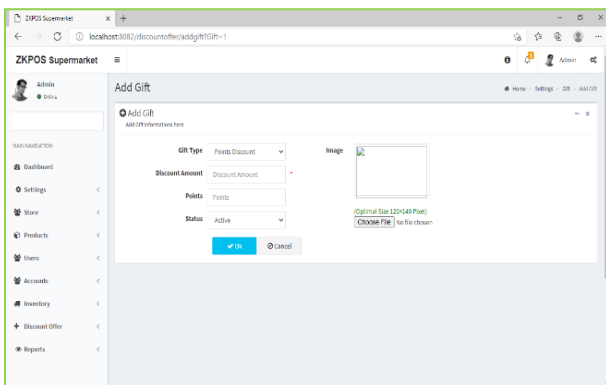 ZKPOS Supermarket
localhost:8082/discountoffer/addgift?Gift=1
ZKPOS Supermarket
Admin
Admin
Online
Add Gift
Home - Settings - Gift - Add Gift
Add Gift
Add Gift informations here.
MAIN NAVIGATION
Dashboard
Settings
Store
Products
Users
Accounts
Inventory
Discount Offer
Reports
Gift Type
Points Discount
Discount Amount
Discount Amount
*
Points
Points
Status
Active
Ok
Cancel
Image
(Optimal Size 120×140 Pixel)
Choose File No file chosen